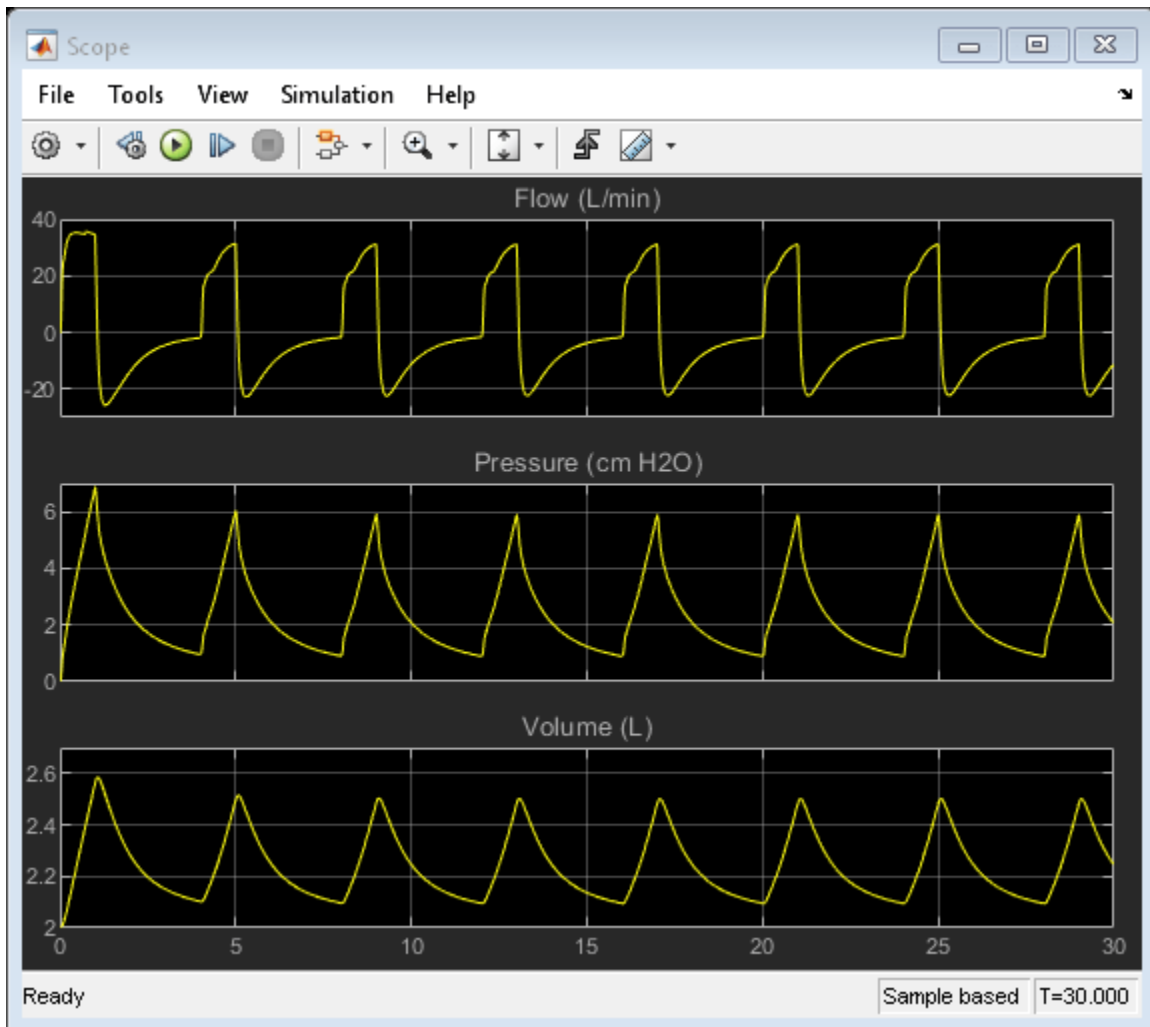 Scope
File Tools View Simulation Help
Flow (L/min)
40
20
0
-20
Pressure (cm H2O)
6
4
2
0
Volume (L)
2.6
2.4
2.2
2
0 5 10 15 20 25 30
Ready Sample based T=30.000